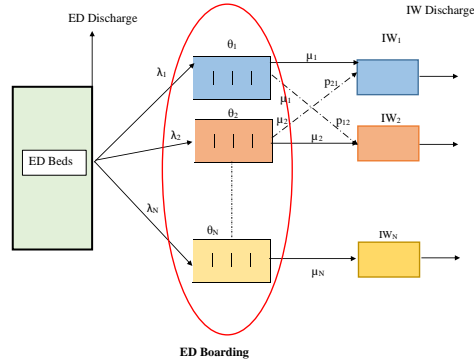 IW Discharge
ED Discharge
θ₁
μ₁
IW₁
λ₁
p₂₁
μ₁
θ₂
μ₂
p₁₂
IW₂
λ₂
μ₂
ED Beds
λN
θN
IWN
μN
ED Boarding